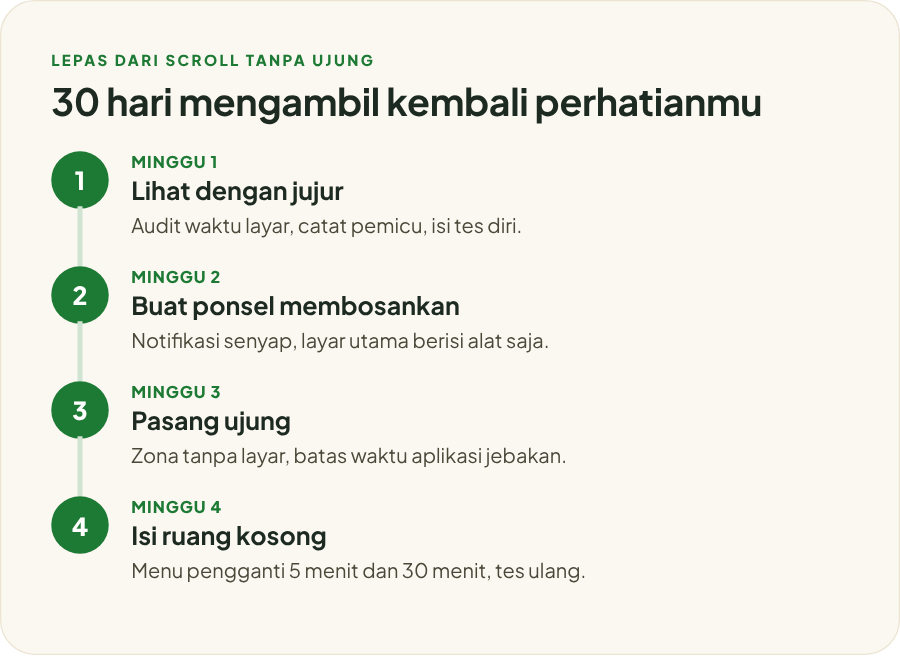 LEPAS DARI SCROLL TANPA UJUNG
30 hari mengambil kembali perhatianmu
1
MINGGU 1
Lihat dengan jujur
Audit waktu layar, catat pemicu, isi tes diri.
2
MINGGU 2
Buat ponsel membosankan
Notifikasi senyap, layar utama berisi alat saja.
3
MINGGU 3
Pasang ujung
Zona tanpa layar, batas waktu aplikasi jebakan.
4
MINGGU 4
Isi ruang kosong
Menu pengganti 5 menit dan 30 menit, tes ulang.